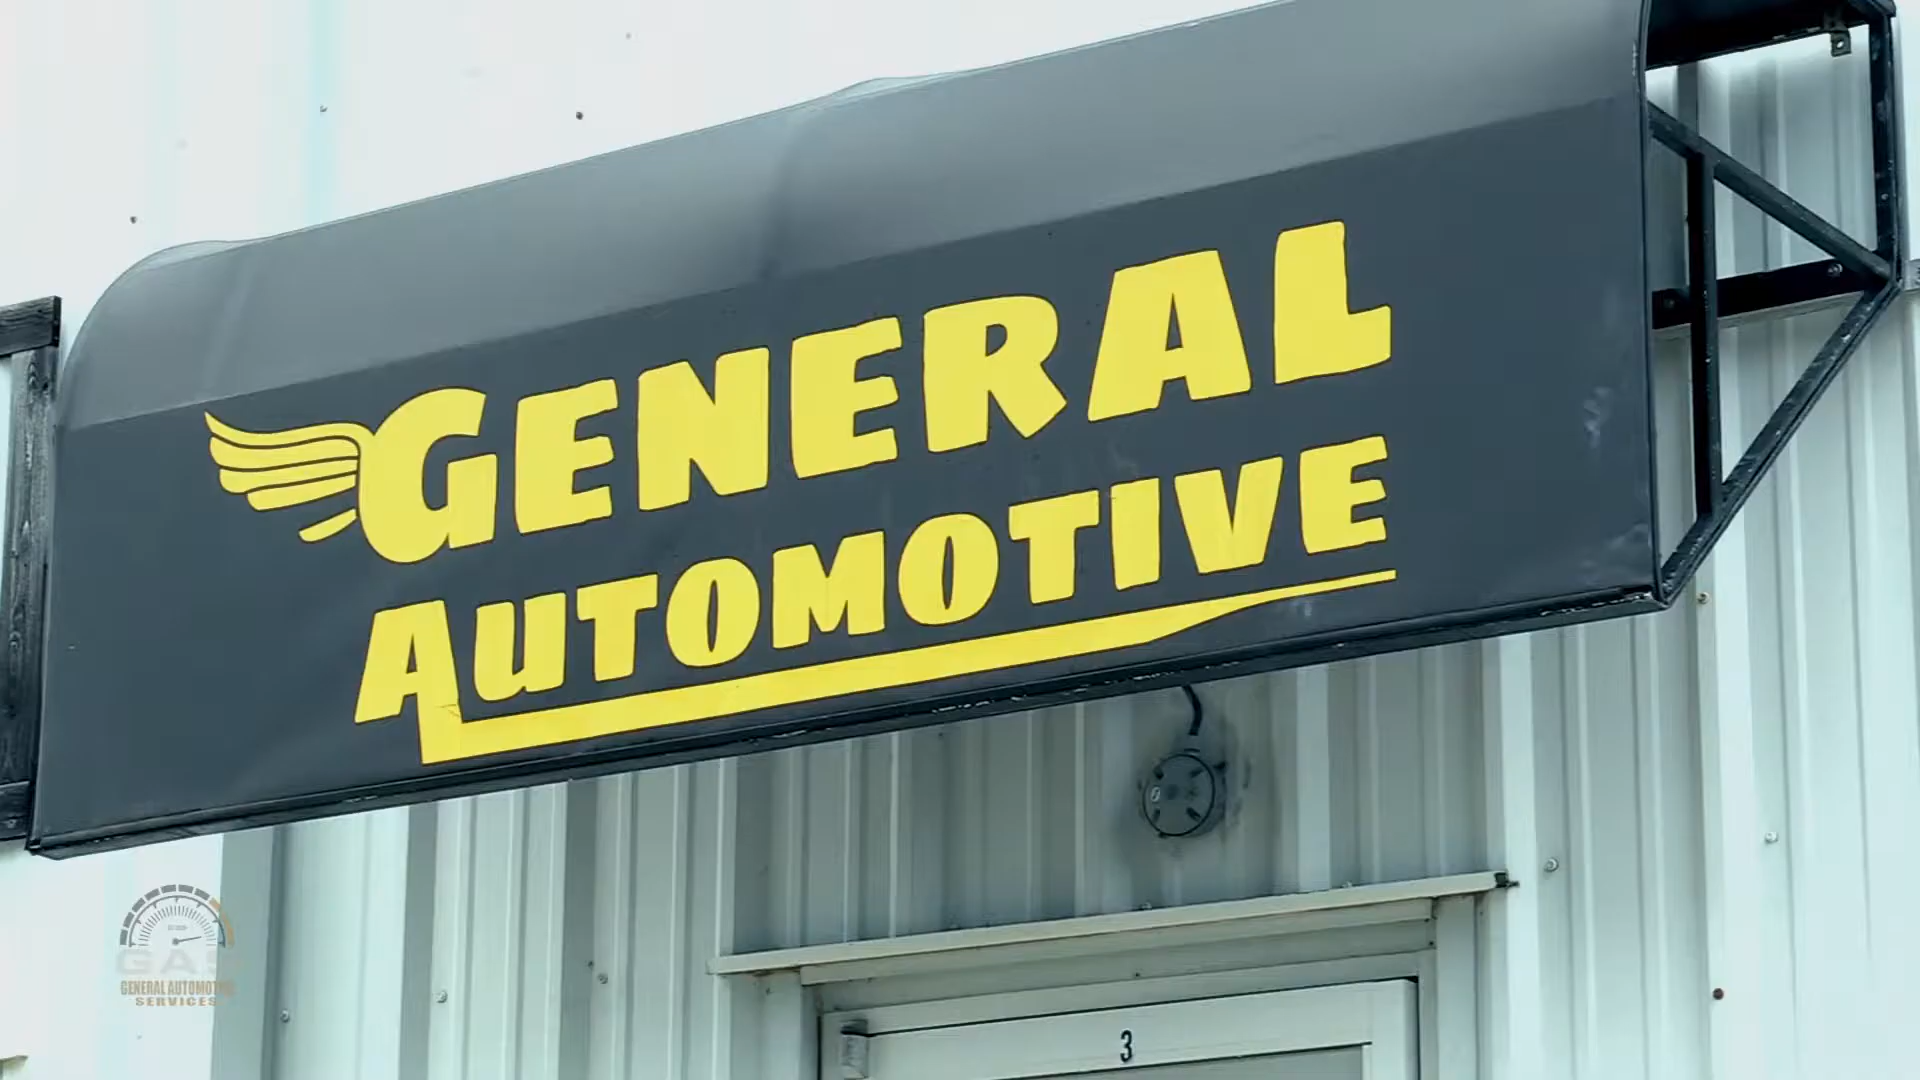 GENERAL
AUTOMOTIVE
3
GAS
GENERAL AUTOMOTIVE
SERVICES